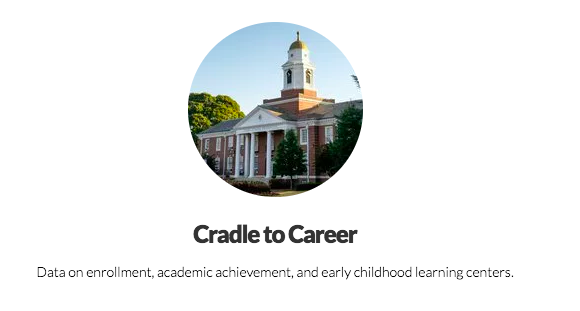 Cradle to Career
Data on enrollment, academic achievement, and early childhood learning centers.